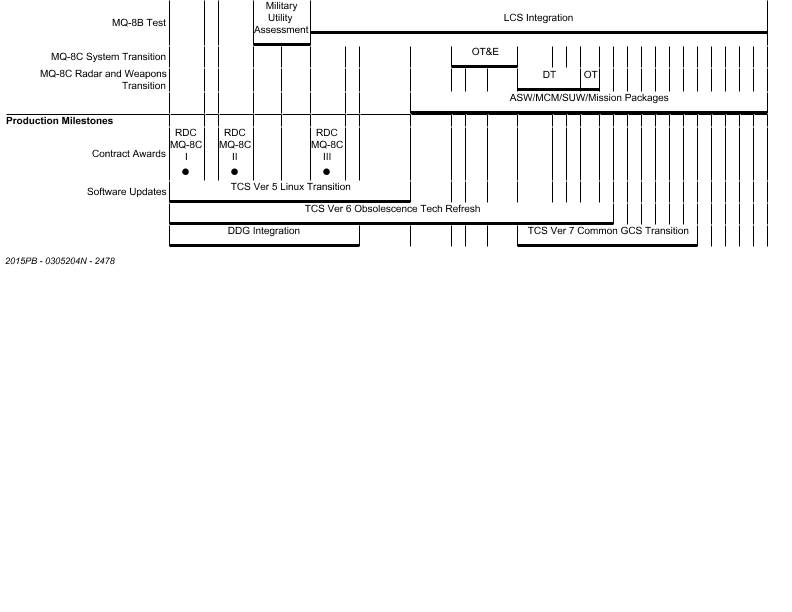 Military
Utility
Assessment
MQ-8B Test
LCS Integration
MQ-8C System Transition
OT&E
MQ-8C Radar and Weapons
Transition
DT
OT
ASW/MCM/SUW/Mission Packages
Production Milestones
Contract Awards
RDC
MQ-8C
I
RDC
MQ-8C
II
RDC
MQ-8C
III
Software Updates
TCS Ver 5 Linux Transition
TCS Ver 6 Obsolescence Tech Refresh
DDG Integration
TCS Ver 7 Common GCS Transition
2015PB - 0305204N - 2478